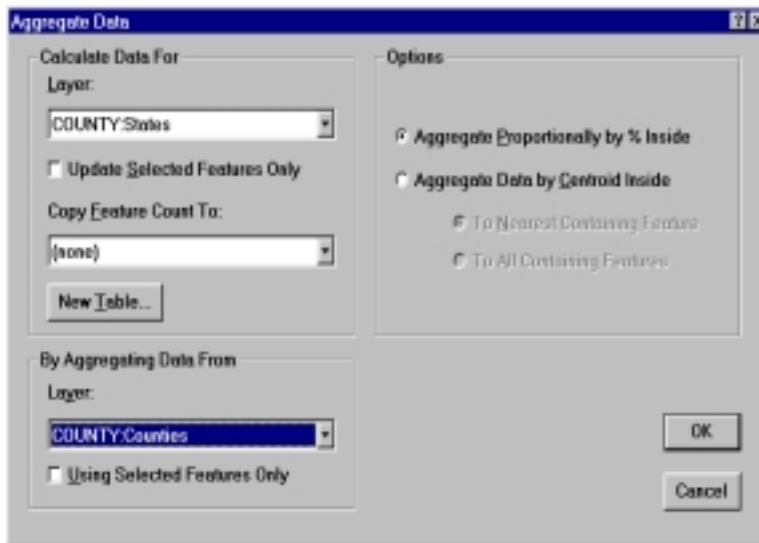 Aggregate Data
Calculate Data For
Layer:
COUNTY:States
Update Selected Features Only
Copy Feature Count To:
(none)
New Table...
Options
Aggregate Proportionally by % Inside
Aggregate Data by Centroid Inside
To Nearest Containing Feature
To All Containing Features
By Aggregating Data From
Layer:
COUNTY:Counties
Using Selected Features Only
OK
Cancel